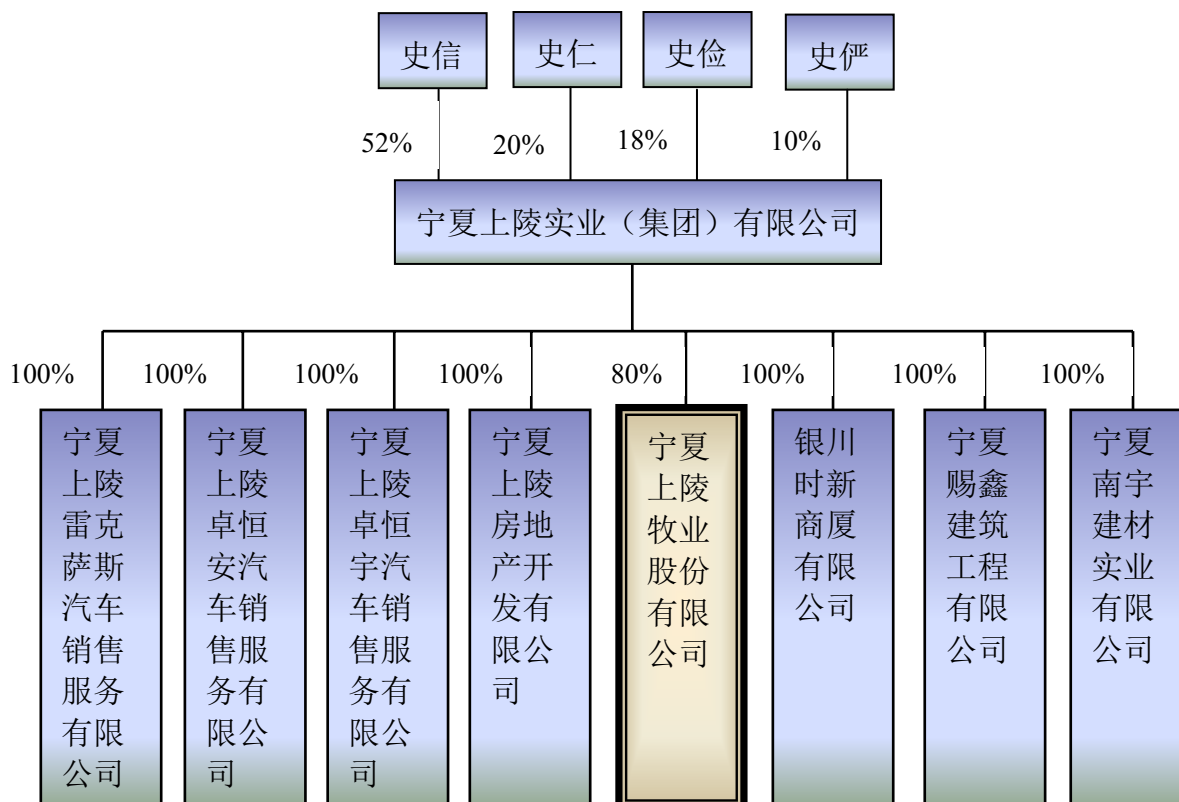 史信
史仁
史俭
史俨
52%
20%
18%
10%
宁夏上陵实业（集团）有限公司
100%
100%
100%
100%
80%
100%
100%
100%
宁夏
上陵
雷克
萨斯
汽车
销售
服务
有限
公司
宁夏
上陵
卓恒
安汽
车销
售服
务有
限公
司
宁夏
上陵
卓恒
宇汽
车销
售服
务有
限公
司
宁夏
上陵
房地
产开
发有
限公
司
宁夏
上陵
牧业
股份
有限
公司
银川
时新
商厦
有限
公司
宁夏
赐鑫
建筑
工程
有限
公司
宁夏
南宇
建材
实业
有限
公司